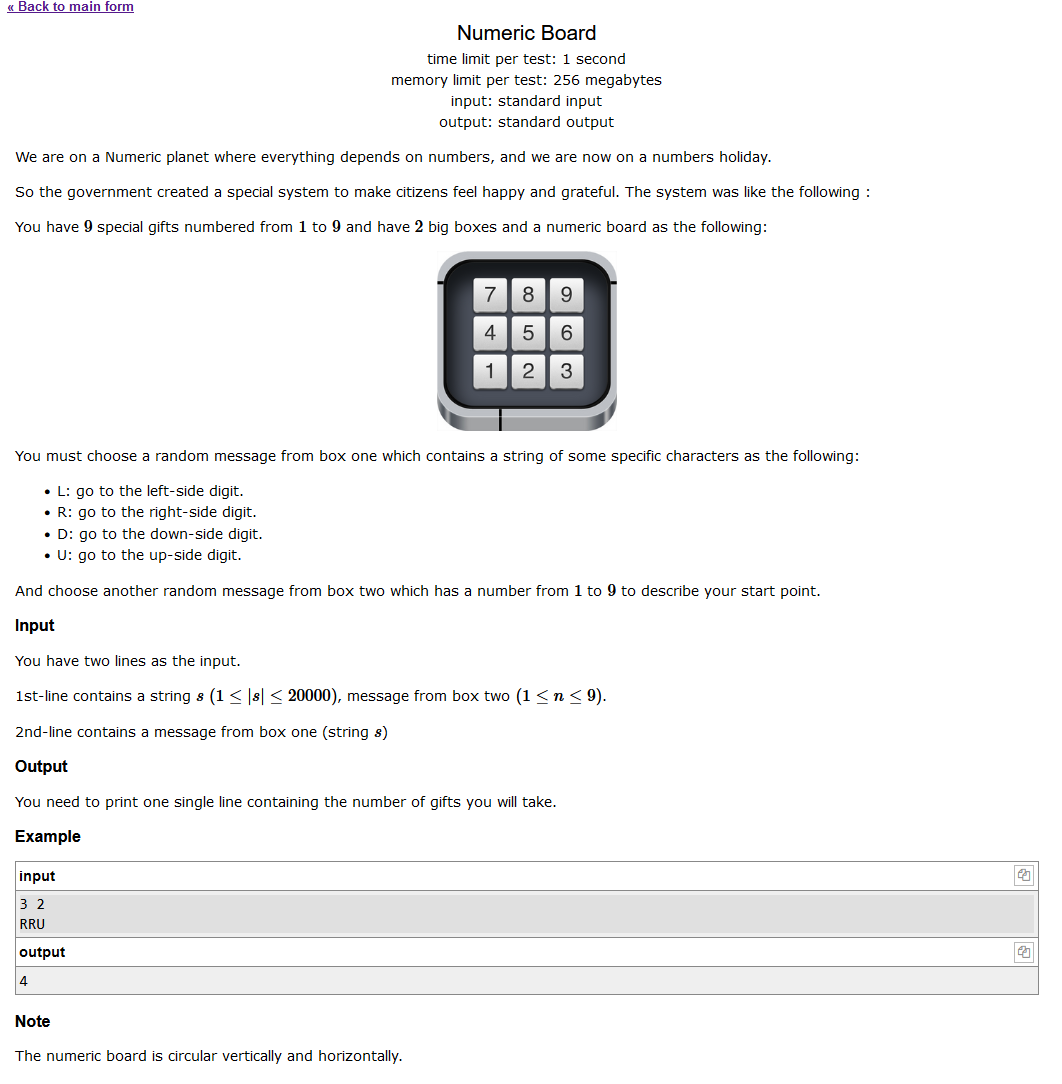 « Back to main form
Numeric Board
time limit per test: 1 second
memory limit per test: 256 megabytes
input: standard input
output: standard output
We are on a Numeric planet where everything depends on numbers, and we are now on a numbers holiday.
So the government created a special system to make citizens feel happy and grateful. The system was like the following :
You have 9 special gifts numbered from 1 to 9 and have 2 big boxes and a numeric board as the following:
7 8 9
4 5 6
1 2 3
You must choose a random message from box one which contains a string of some specific characters as the following:
• L: go to the left-side digit.
• R: go to the right-side digit.
• D: go to the down-side digit.
• U: go to the up-side digit.
And choose another random message from box two which has a number from 1 to 9 to describe your start point.
Input
You have two lines as the input.
1st-line contains a string s (1 ≤ |s| ≤ 20000), message from box two (1 ≤ n ≤ 9).
2nd-line contains a message from box one (string s)
Output
You need to print one single line containing the number of gifts you will take.
Example
input
3 2
RRU
output
4
Note
The numeric board is circular vertically and horizontally.